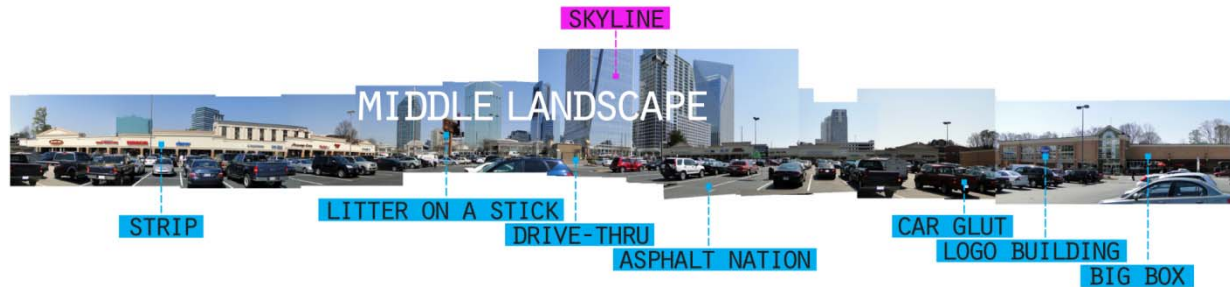 SKYLINE
MIDDLE LANDSCAPE
STRIP
LITTER ON A STICK
DRIVE-THRU
ASPHALT NATION
CAR GLUT
LOGO BUILDING
BIG BOX